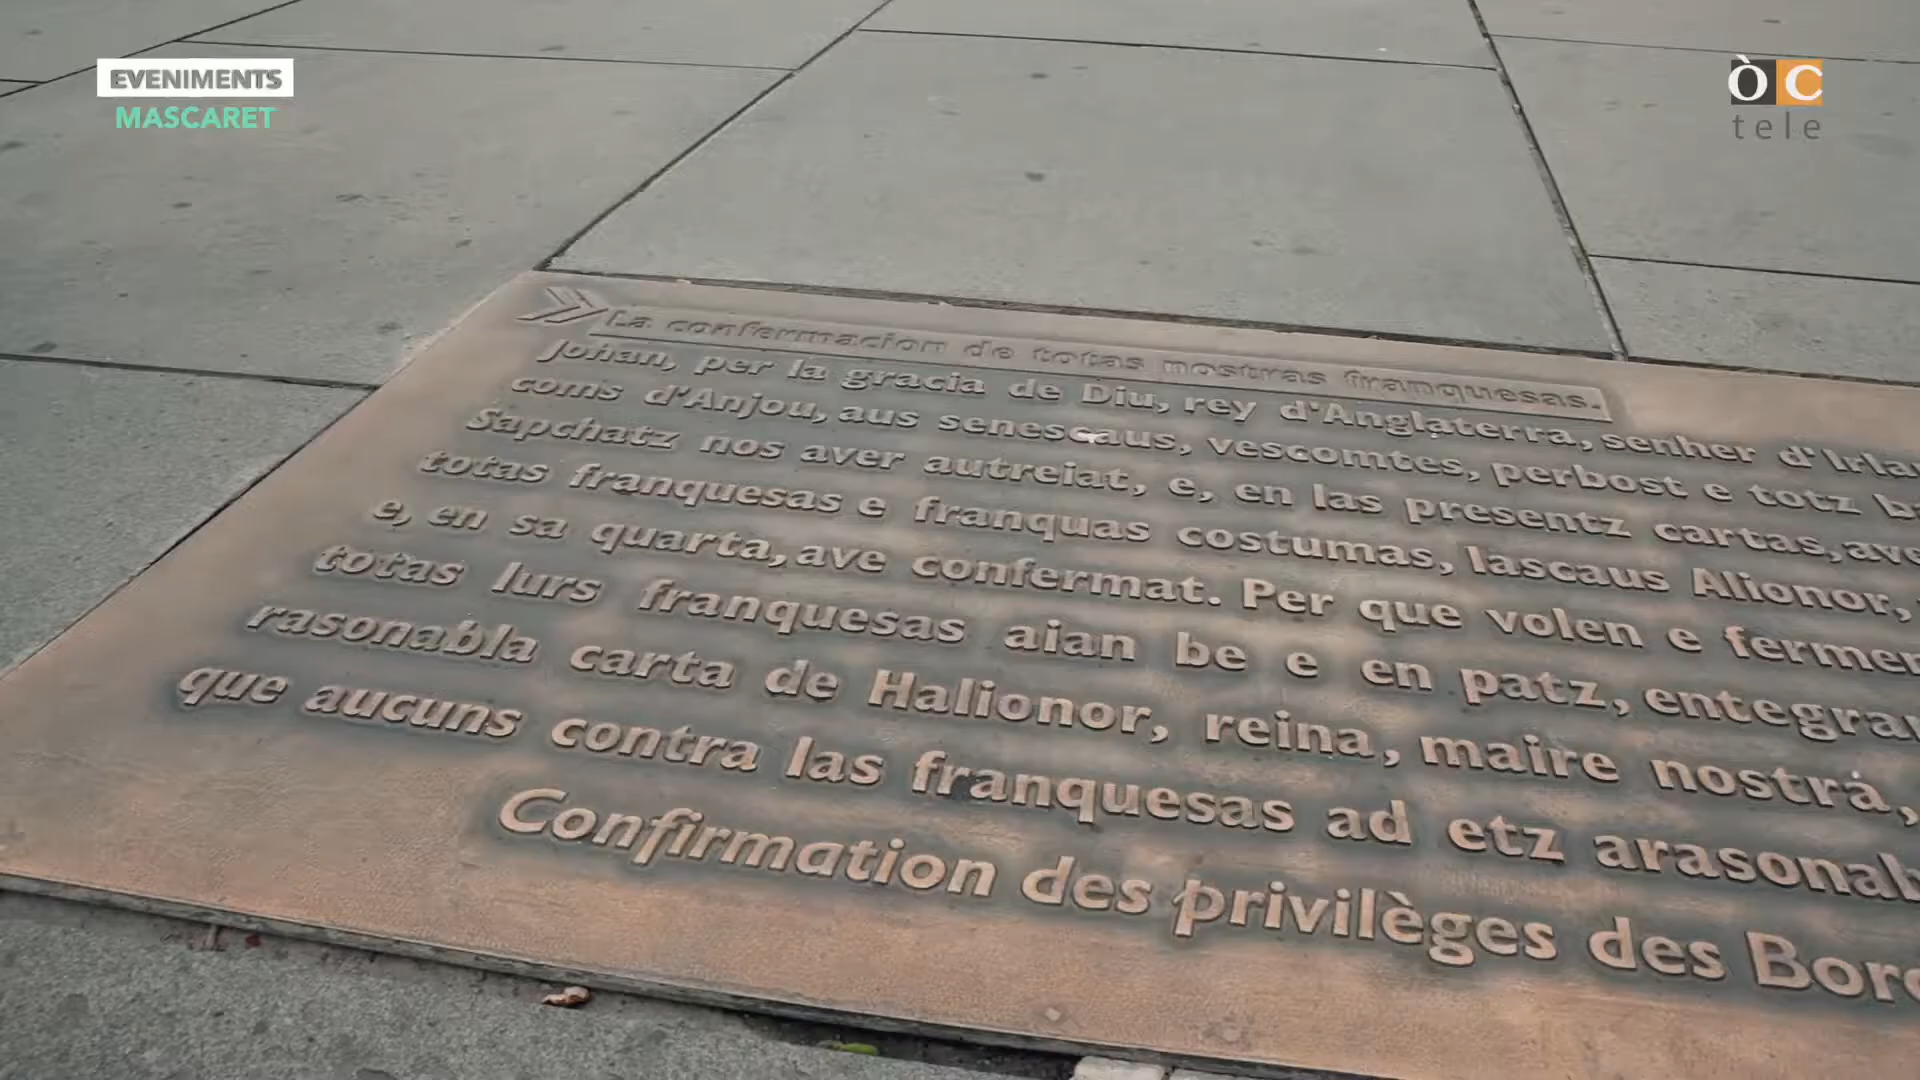 EVENIMENTS
MASCARET
Òc
tele
La confermacion de totas nostras franquesas.
Johan, per la gracia de Diu, rey d'Anglaterra, senher d'Irlan
coms d'Anjou, aus senescaus, vescomtes, perbost e totz b
Sapchatz nos aver autreiat, e, en las presentz cartas, ave
totas franquesas e franquas costumas, lascaus Alionor,
e, en sa quarta, ave confermat. Per que volen e fermen
totas lurs franquesas aian be e en patz, entegram
rasonabla carta de Halionor, reina, maire nostra,
que aucuns contra las franquesas ad etz arasonab
Confirmation des privilèges des Bord